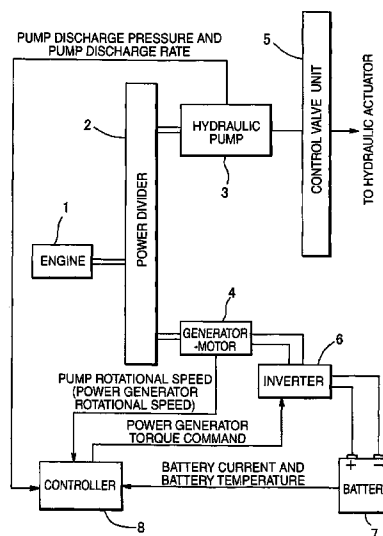 PUMP DISCHARGE PRESSURE AND
PUMP DISCHARGE RATE
5
2
HYDRAULIC
PUMP
3
CONTROL VALVE UNIT
TO HYDRAULIC ACTUATOR
POWER DIVIDER
1
ENGINE
4
GENERATOR
-MOTOR
6
INVERTER
PUMP ROTATIONAL SPEED
(POWER GENERATOR
ROTATIONAL SPEED)
POWER GENERATOR
TORQUE COMMAND
BATTERY CURRENT AND
BATTERY TEMPERATURE
CONTROLLER
8
+ −
BATTER
7